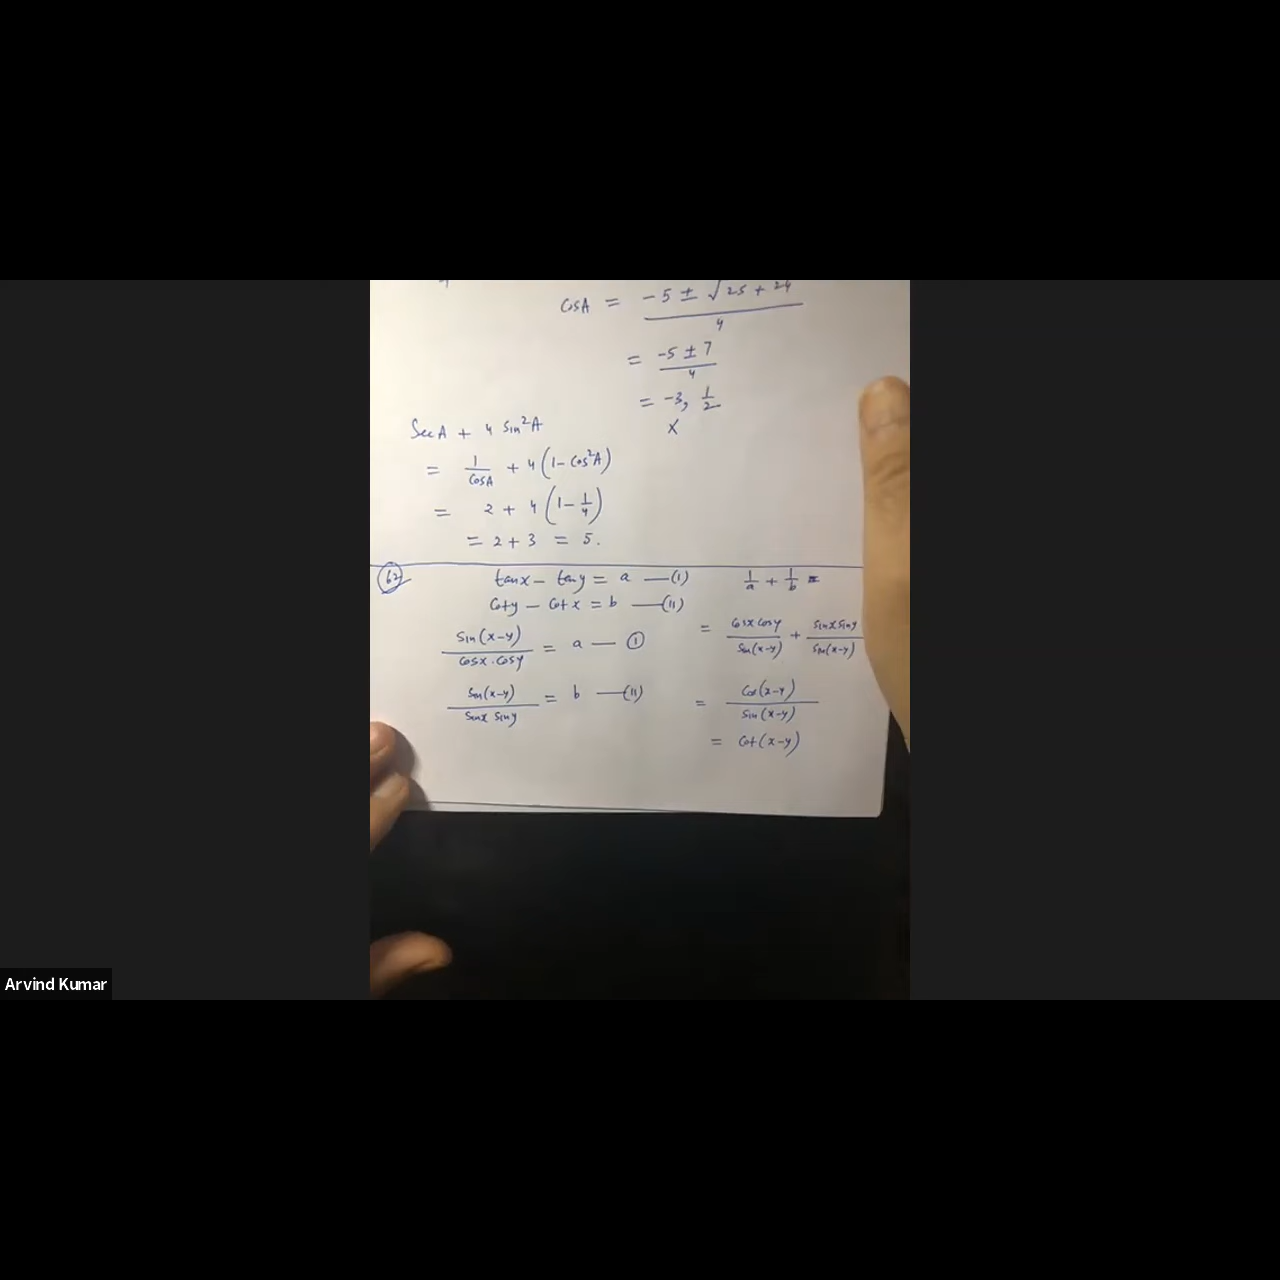 CosA = (-5 ± √25 + 24) / 4
= (-5 ± 7) / 4
= -3, 1/2
X
SecA + 4 Sin²A
= 1/CosA + 4(1 - Cos²A)
= 2 + 4(1 - 1/4)
= 2 + 3 = 5.
62
tanx - tany = a —(i)
Coty - Cotx = b —(ii)
Sin(x-y) / Cosx.Cosy = a — ①
Sin(x-y) / Sinx Siny = b —(ii)
1/a + 1/b =
= Cosx Cosy / Sin(x-y) + Sinx Siny / Sin(x-y)
= Cos(x-y) / Sin(x-y)
= Cot(x-y)
Arvind Kumar